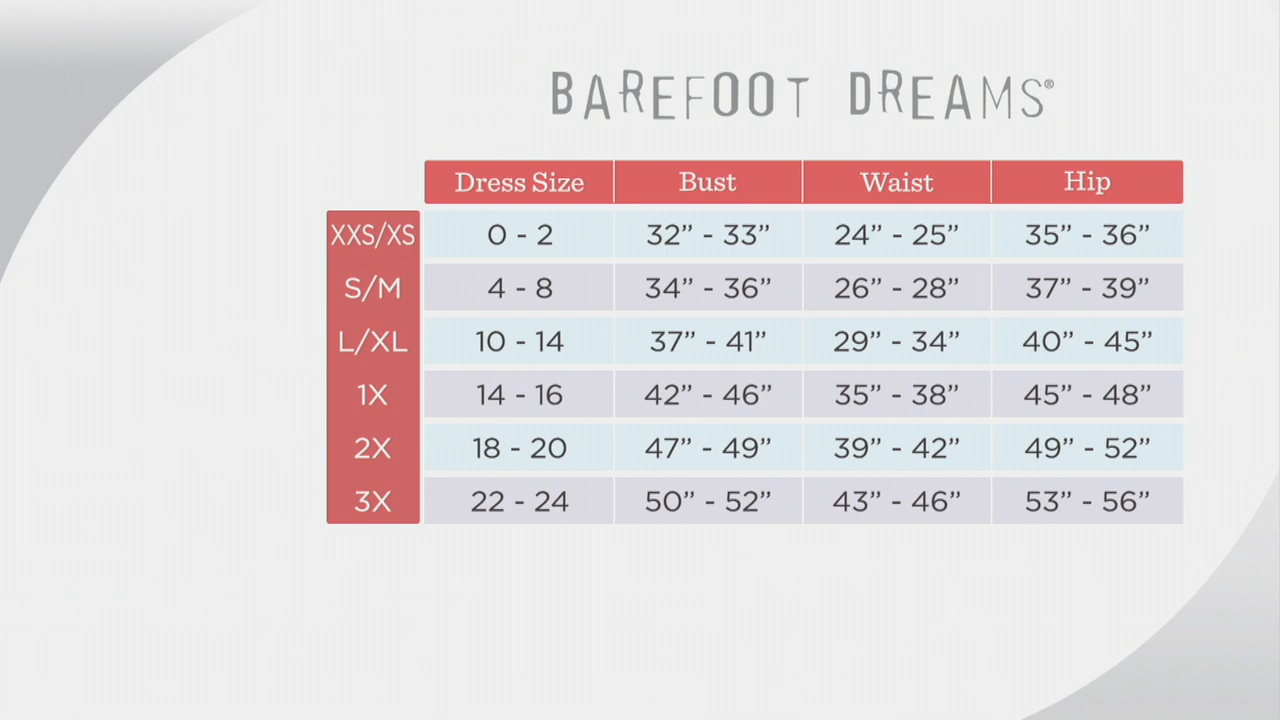 BAREFOOT DREAMS®
Dress Size Bust Waist Hip
XXS/XS 0 - 2 32” - 33” 24” - 25” 35” - 36”
S/M 4 - 8 34” - 36” 26” - 28” 37” - 39”
L/XL 10 - 14 37” - 41” 29” - 34” 40” - 45”
1X 14 - 16 42” - 46” 35” - 38” 45” - 48”
2X 18 - 20 47” - 49” 39” - 42” 49” - 52”
3X 22 - 24 50” - 52” 43” - 46” 53” - 56”